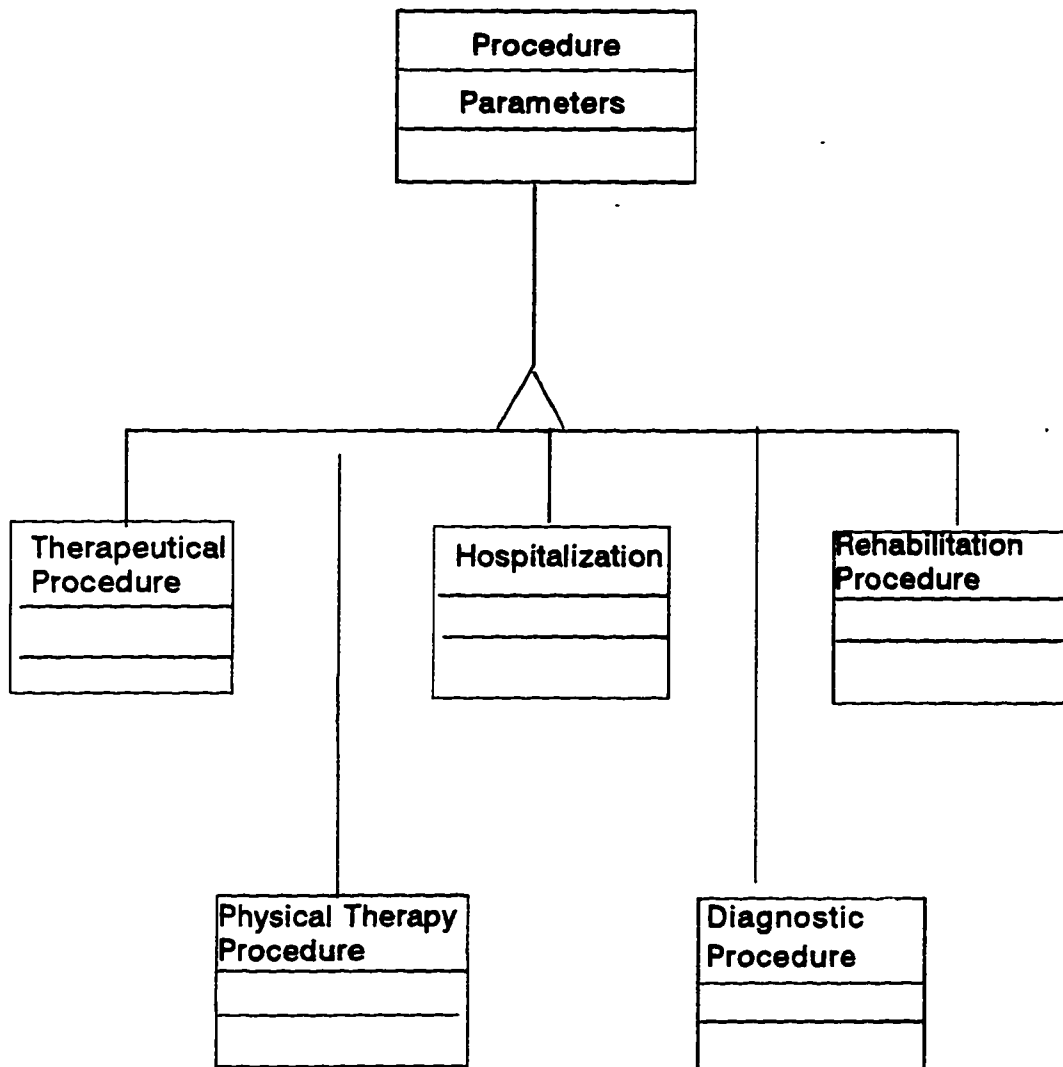 Procedure
Parameters
Therapeutical
Procedure
Hospitalization
Rehabilitation
Procedure
Physical Therapy
Procedure
Diagnostic
Procedure